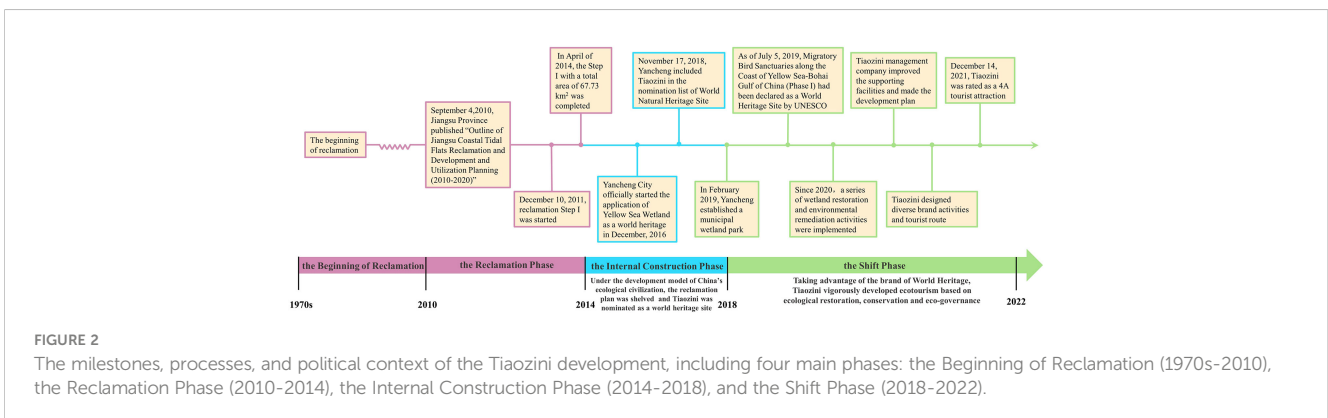 The beginning
of reclamation
September 4,2010,
Jiangsu Province
published “Outline of
Jiangsu Coastal Tidal
Flats Reclamation and
Development and
Utilization Planning
(2010-2020)”
In April of
2014, the Step
I with a total
area of 67.73
km² was
completed
December 10, 2011,
reclamation Step I
was started
November 17, 2018,
Yancheng included
Tiaozini in the
nomination list of World
Natural Heritage Site
Yancheng City
officially started the
application of
Yellow Sea Wetland
as a world heritage
in December, 2016
As of July 5, 2019, Migratory
Bird Sanctuaries along the
Coast of Yellow Sea-Bohai
Gulf of China (Phase I) had
been declared as a World
Heritage Site by UNESCO
In February
2019, Yancheng
established a
municipal
wetland park
Tiaozini management
company improved
the supporting
facilities and made the
development plan
Since 2020，a series
of wetland restoration
and environmental
remediation activities
were implemented
December 14,
2021, Tiaozini
was rated as a 4A
tourist attraction
Tiaozini designed
diverse brand activities
and tourist route
the Beginning of Reclamation
the Reclamation Phase
the Internal Construction Phase
the Shift Phase
1970s
2010
2014
Under the development model of China’s
ecological civilization, the reclamation
plan was shelved and Tiaozini was
nominated as a world heritage site
2018
Taking advantage of the brand of World Heritage,
Tiaozini vigorously developed ecotourism based on
ecological restoration, conservation and eco-governance
2022
FIGURE 2
The milestones, processes, and political context of the Tiaozini development, including four main phases: the Beginning of Reclamation (1970s-2010),
the Reclamation Phase (2010-2014), the Internal Construction Phase (2014-2018), and the Shift Phase (2018-2022).